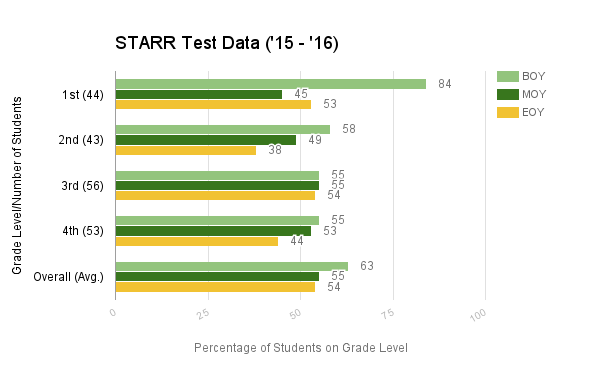 STARR Test Data ('15 - '16)
BOY
MOY
EOY
Grade Level/Number of Students
1st (44)
84
45
53
2nd (43)
58
49
38
3rd (56)
55
55
54
4th (53)
55
53
44
Overall (Avg.)
63
55
54
0 25 50 75 100
Percentage of Students on Grade Level